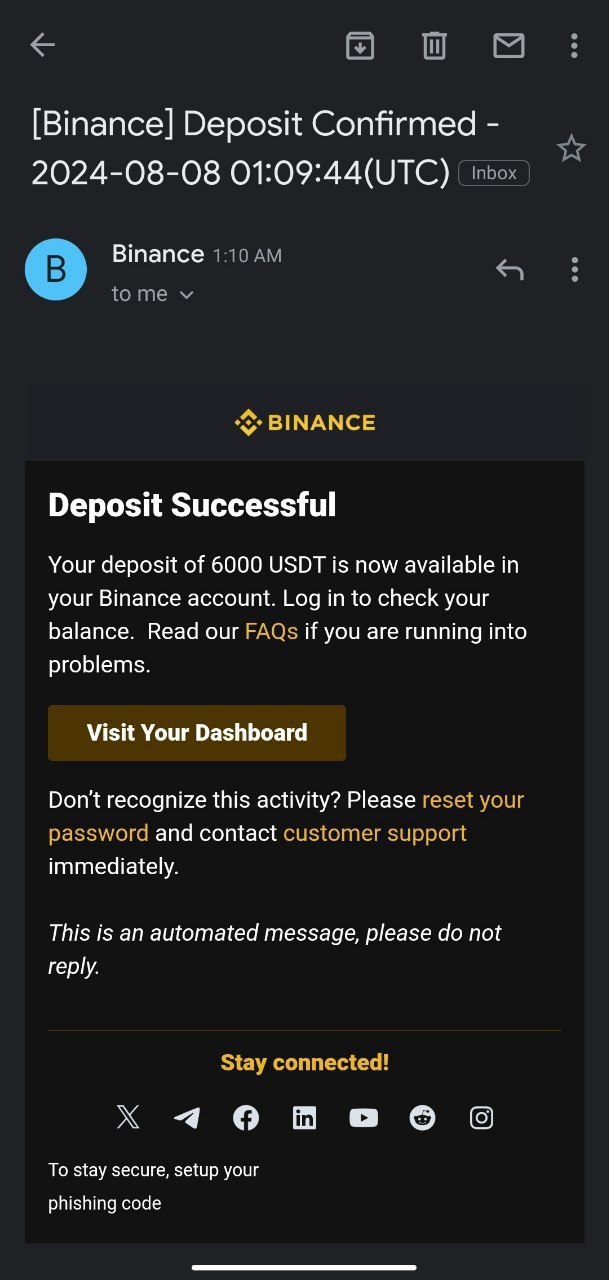 [Binance] Deposit Confirmed -
2024-08-08 01:09:44(UTC) Inbox
B
Binance 1:10 AM
to me
BINANCE
Deposit Successful
Your deposit of 6000 USDT is now available in
your Binance account. Log in to check your
balance.  Read our FAQs if you are running into
problems.
Visit Your Dashboard
Don’t recognize this activity? Please reset your
password and contact customer support
immediately.
This is an automated message, please do not
reply.
Stay connected!
To stay secure, setup your
phishing code